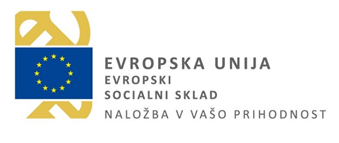 EVROPSKA UNIJA
EVROPSKI
SOCIALNI SKLAD
NALOŽBA V VAŠO PRIHODNOST